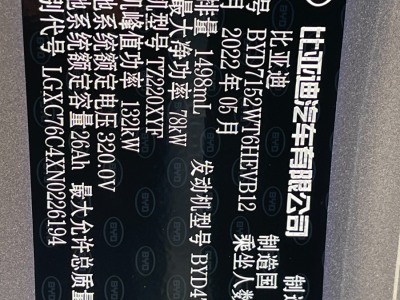 比亚迪汽车有限公司 制造
比亚迪 制造国
号 BYD7152WT6HEVB12 乘坐人数
月 2022年05月
排量 1498mL 发动机型号 BYD4
最大净功率 78kW
机型号 TZ220XYF
机峰值功率 132kW
池系统额定电压 320.0V
池系统额定容量 26Ah 最大允许总质量
别代号 LGXC76C4XN0226194